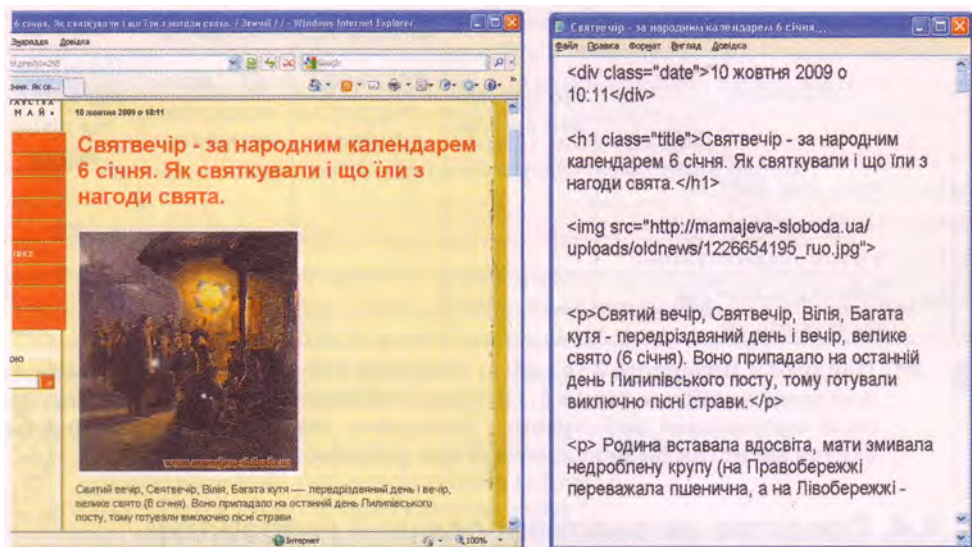 6 січня. Як святкували і що їли з нагоди свята. / Звичаї / / - Windows Internet Explorer
Знаряддя Довідка
Google
МАЙ
10 жовтня 2009 о 10:11
Святвечір - за народним календарем
6 січня. Як святкували і що їли з
нагоди свята.
www.mamajeva-sloboda.ua
Святий вечір, Святвечір, Вілія, Багата кутя — передріздвяний день і вечір,
велике свято (6 січня). Воно припадало на останній день Пилипівського
посту, тому готували виключно пісні страви
Інтернет 100%
Святвечір - за народним календарем 6 січня...
Файл Правка Формат Вигляд Довідка
<div class="date">10 жовтня 2009 о
10:11</div>
<h1 class="title">Святвечір - за народним
календарем 6 січня. Як святкували і що їли з
нагоди свята.</h1>
<img src="http://mamajeva-sloboda.ua/
uploads/oldnews/1226654195_ruo.jpg">
<p>Святий вечір, Святвечір, Вілія, Багата
кутя - передріздвяний день і вечір, велике
свято (6 січня). Воно припадало на останній
день Пилипівського посту, тому готували
виключно пісні страви.</p>
<p> Родина вставала вдосвіта, мати змивала
недроблену крупу (на Правобережжі
переважала пшенична, а на Лівобережжі -